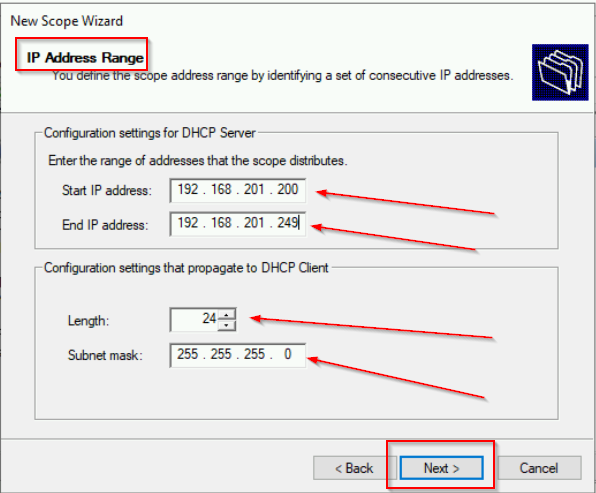 New Scope Wizard
IP Address Range
You define the scope address range by identifying a set of consecutive IP addresses.
Configuration settings for DHCP Server
Enter the range of addresses that the scope distributes.
Start IP address: 192 . 168 . 201 . 200
End IP address: 192 . 168 . 201 . 249
Configuration settings that propagate to DHCP Client
Length: 24
Subnet mask: 255 . 255 . 255 . 0
< Back Next > Cancel